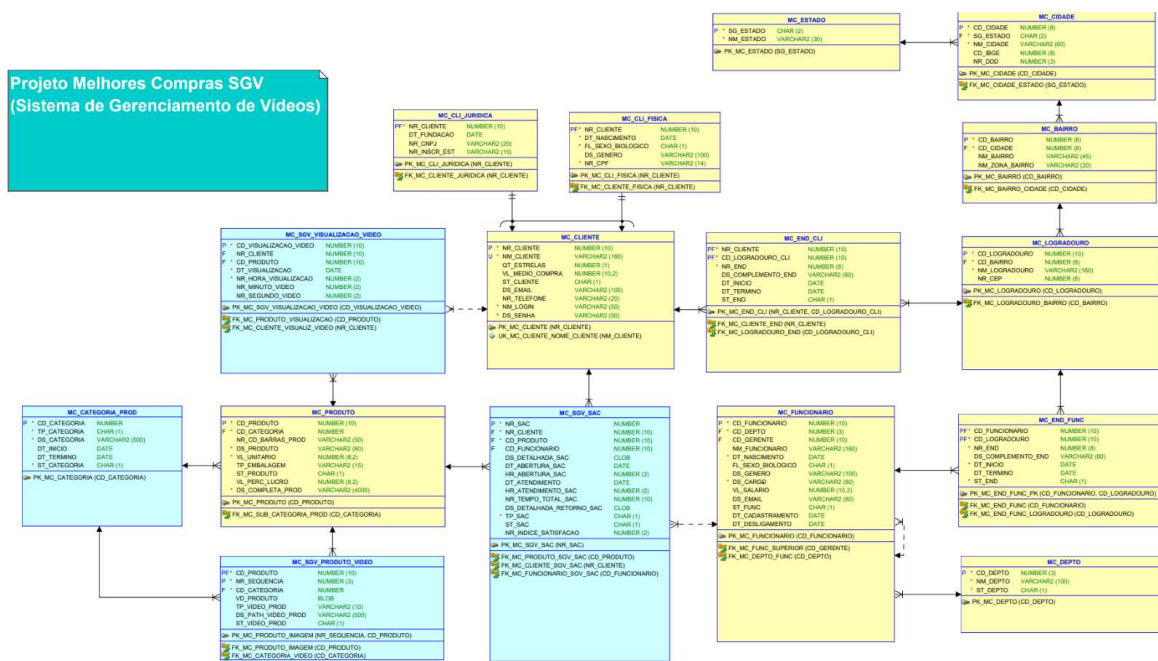 Projeto Melhores Compras SGV
(Sistema de Gerenciamento de Vídeos)
MC_ESTADO
P * SG_ESTADO CHAR (2)
* NM_ESTADO VARCHAR2 (30)
PK_MC_ESTADO (SG_ESTADO)
MC_CIDADE
P * CD_CIDADE NUMBER (8)
F * SG_ESTADO CHAR (2)
* NM_CIDADE VARCHAR2 (60)
CD_IBGE NUMBER (8)
NR_DDD NUMBER (3)
PK_MC_CIDADE (CD_CIDADE)
FK_MC_CIDADE_ESTADO (SG_ESTADO)
MC_CLI_JURIDICA
PF* NR_CLIENTE NUMBER (10)
DT_FUNDACAO DATE
NR_CNPJ VARCHAR2 (20)
NR_INSCR_EST VARCHAR2 (15)
PK_MC_CLI_JURIDICA (NR_CLIENTE)
FK_MC_CLIENTE_JURIDICA (NR_CLIENTE)
MC_CLI_FISICA
PF* NR_CLIENTE NUMBER (10)
* DT_NASCIMENTO DATE
* FL_SEXO_BIOLOGICO CHAR (1)
DS_GENERO VARCHAR2 (100)
* NR_CPF VARCHAR2 (14)
PK_MC_CLI_FISICA (NR_CLIENTE)
FK_MC_CLIENTE_FISICA (NR_CLIENTE)
MC_BAIRRO
P * CD_BAIRRO NUMBER (8)
F * CD_CIDADE NUMBER (8)
NM_BAIRRO VARCHAR2 (45)
NM_ZONA_BAIRRO VARCHAR2 (20)
PK_MC_BAIRRO (CD_BAIRRO)
FK_MC_BAIRRO_CIDADE (CD_CIDADE)
MC_SGV_VISUALIZACAO_VIDEO
P * CD_VISUALIZACAO_VIDEO NUMBER (10)
F NR_CLIENTE NUMBER (10)
F * CD_PRODUTO NUMBER (10)
* DT_VISUALIZACAO DATE
* NR_HORA_VISUALIZACAO NUMBER (2)
NR_MINUTO_VIDEO NUMBER (2)
NR_SEGUNDO_VIDEO NUMBER (2)
PK_MC_SGV_VISUALIZACAO_VIDEO (CD_VISUALIZACAO_VIDEO)
FK_MC_PRODUTO_VISUALIZACAO (CD_PRODUTO)
FK_MC_CLIENTE_VISUALIZ_VIDEO (NR_CLIENTE)
MC_CLIENTE
P * NR_CLIENTE NUMBER (10)
U * NM_CLIENTE VARCHAR2 (160)
QT_ESTRELAS NUMBER (1)
VL_MEDIO_COMPRA NUMBER (10,2)
ST_CLIENTE CHAR (1)
DS_EMAIL VARCHAR2 (100)
NR_TELEFONE VARCHAR2 (20)
* NM_LOGIN VARCHAR2 (50)
* DS_SENHA VARCHAR2 (50)
PK_MC_CLIENTE (NR_CLIENTE)
UK_MC_CLIENTE_NOME_CLIENTE (NM_CLIENTE)
MC_END_CLI
PF* NR_CLIENTE NUMBER (10)
PF* CD_LOGRADOURO_CLI NUMBER (10)
* NR_END NUMBER (8)
DS_COMPLEMENTO_END VARCHAR2 (80)
DT_INICIO DATE
DT_TERMINO DATE
ST_END CHAR (1)
PK_MC_END_CLI (NR_CLIENTE, CD_LOGRADOURO_CLI)
FK_MC_CLIENTE_END (NR_CLIENTE)
FK_MC_LOGRADOURO_END (CD_LOGRADOURO_CLI)
MC_LOGRADOURO
P * CD_LOGRADOURO NUMBER (10)
F * CD_BAIRRO NUMBER (8)
* NM_LOGRADOURO VARCHAR2 (160)
NR_CEP NUMBER (8)
PK_MC_LOGRADOURO (CD_LOGRADOURO)
FK_MC_LOGRADOURO_BAIRRO (CD_BAIRRO)
MC_CATEGORIA_PROD
P * CD_CATEGORIA NUMBER
* TP_CATEGORIA CHAR (1)
* DS_CATEGORIA VARCHAR2 (500)
DT_INICIO DATE
DT_TERMINO DATE
* ST_CATEGORIA CHAR (1)
PK_MC_CATEGORIA (CD_CATEGORIA)
MC_PRODUTO
P * CD_PRODUTO NUMBER (10)
F * CD_CATEGORIA NUMBER
NR_CD_BARRAS_PROD VARCHAR2 (50)
* DS_PRODUTO VARCHAR2 (80)
* VL_UNITARIO NUMBER (8,2)
TP_EMBALAGEM VARCHAR2 (15)
ST_PRODUTO CHAR (1)
VL_PERC_LUCRO NUMBER (8,2)
* DS_COMPLETA_PROD VARCHAR2 (4000)
PK_MC_PRODUTO (CD_PRODUTO)
FK_MC_SUB_CATEGORIA_PROD (CD_CATEGORIA)
MC_SGV_SAC
P * NR_SAC NUMBER
F * NR_CLIENTE NUMBER (10)
F * CD_PRODUTO NUMBER (10)
F CD_FUNCIONARIO NUMBER (10)
DS_DETALHADA_SAC CLOB
DT_ABERTURA_SAC DATE
HR_ABERTURA_SAC NUMBER (2)
DT_ATENDIMENTO DATE
HR_ATENDIMENTO_SAC NUMBER (2)
NR_TEMPO_TOTAL_SAC NUMBER (10)
DS_DETALHADA_RETORNO_SAC CLOB
* TP_SAC CHAR (1)
ST_SAC CHAR (1)
NR_INDICE_SATISFACAO NUMBER (2)
PK_MC_SGV_SAC (NR_SAC)
FK_MC_PRODUTO_SGV_SAC (CD_PRODUTO)
FK_MC_CLIENTE_SGV_SAC (NR_CLIENTE)
FK_MC_FUNCIONARIO_SGV_SAC (CD_FUNCIONARIO)
MC_FUNCIONARIO
P * CD_FUNCIONARIO NUMBER (10)
F * CD_DEPTO NUMBER (3)
F CD_GERENTE NUMBER (10)
NM_FUNCIONARIO VARCHAR2 (160)
* DT_NASCIMENTO DATE
FL_SEXO_BIOLOGICO CHAR (1)
DS_GENERO VARCHAR2 (100)
* DS_CARGO VARCHAR2 (80)
VL_SALARIO NUMBER (10,2)
DS_EMAIL VARCHAR2 (80)
ST_FUNC CHAR (1)
DT_CADASTRAMENTO DATE
DT_DESLIGAMENTO DATE
PK_MC_FUNCIONARIO (CD_FUNCIONARIO)
FK_MC_FUNC_SUPERIOR (CD_GERENTE)
FK_MC_DEPTO_FUNC (CD_DEPTO)
MC_END_FUNC
PF* CD_FUNCIONARIO NUMBER (10)
PF* CD_LOGRADOURO NUMBER (10)
* NR_END NUMBER (8)
DS_COMPLEMENTO_END VARCHAR2 (80)
* DT_INICIO DATE
DT_TERMINO DATE
* ST_END CHAR (1)
PK_MC_END_FUNC_PK (CD_FUNCIONARIO, CD_LOGRADOURO)
FK_MC_END_FUNC (CD_FUNCIONARIO)
FK_MC_END_FUNC_LOGRADOURO (CD_LOGRADOURO)
MC_SGV_PRODUTO_VIDEO
PF* CD_PRODUTO NUMBER (10)
P * NR_SEQUENCIA NUMBER (3)
F * CD_CATEGORIA NUMBER
VD_PRODUTO BLOB
TP_VIDEO_PROD VARCHAR2 (10)
DS_PATH_VIDEO_PROD VARCHAR2 (500)
ST_VIDEO_PROD CHAR (1)
PK_MC_PRODUTO_IMAGEM (NR_SEQUENCIA, CD_PRODUTO)
FK_MC_PRODUTO_IMAGEM (CD_PRODUTO)
FK_MC_CATEGORIA_VIDEO (CD_CATEGORIA)
MC_DEPTO
P * CD_DEPTO NUMBER (3)
* NM_DEPTO VARCHAR2 (100)
* ST_DEPTO CHAR (1)
PK_MC_DEPTO (CD_DEPTO)